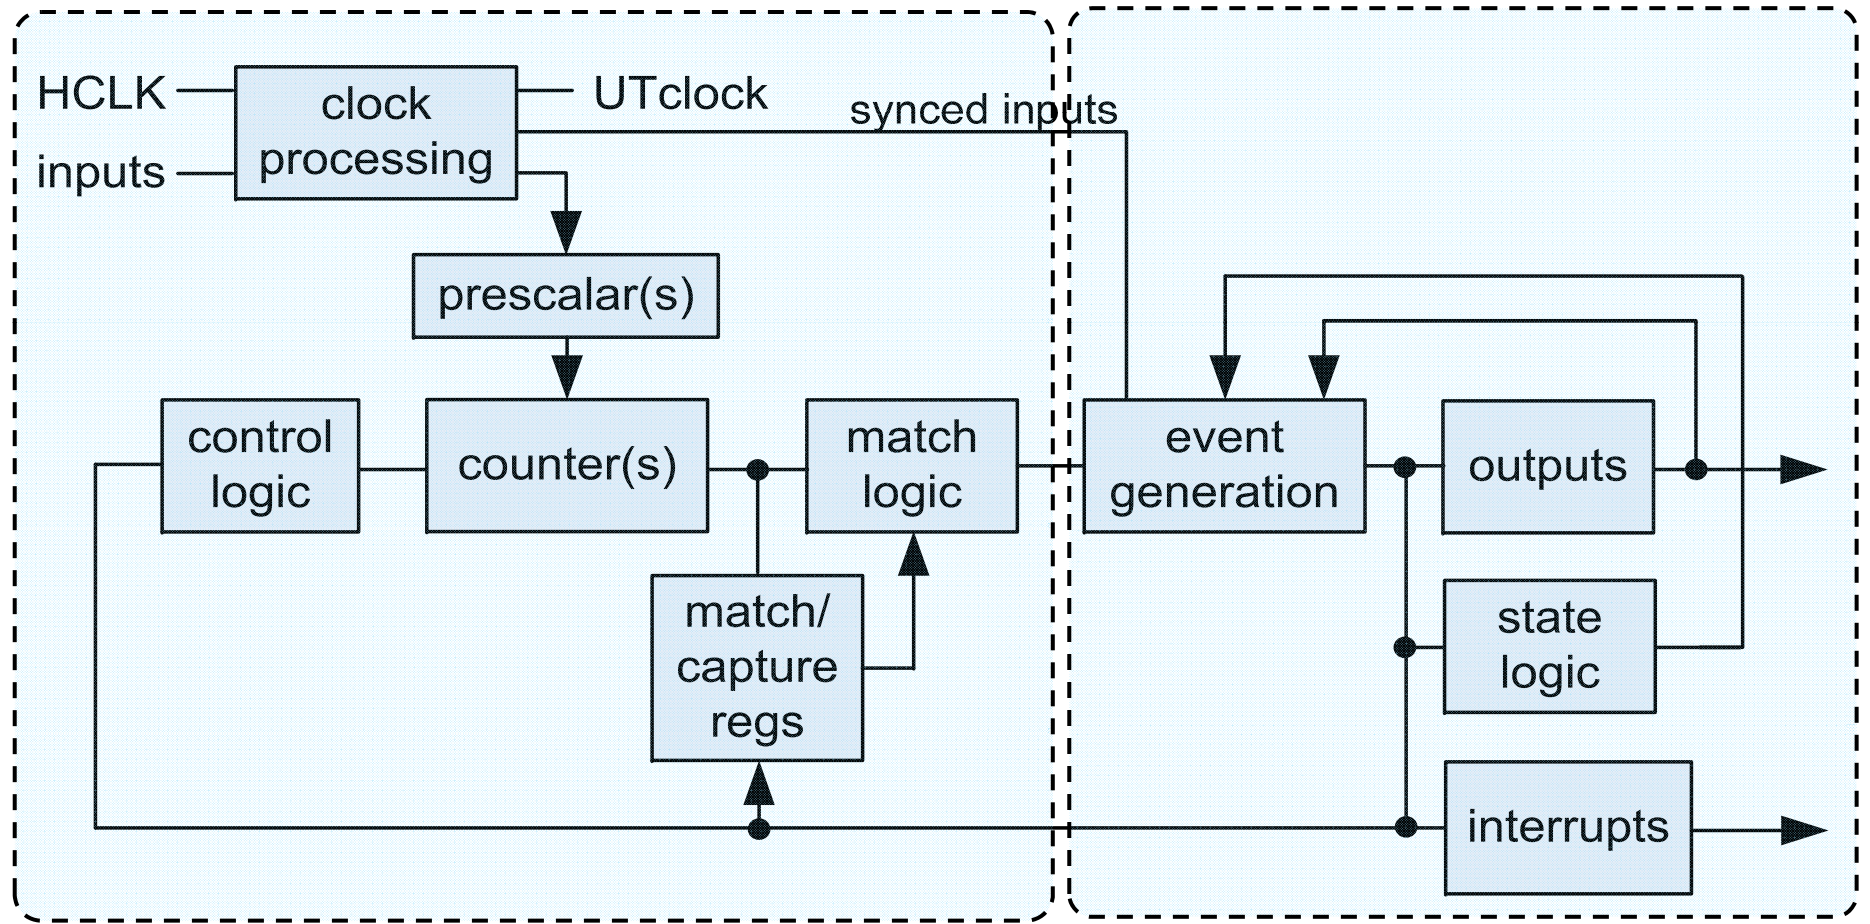 HCLK
inputs
clock
processing
UTclock
synced inputs
prescalar(s)
control
logic
counter(s)
match
logic
match/
capture
regs
event
generation
outputs
state
logic
interrupts